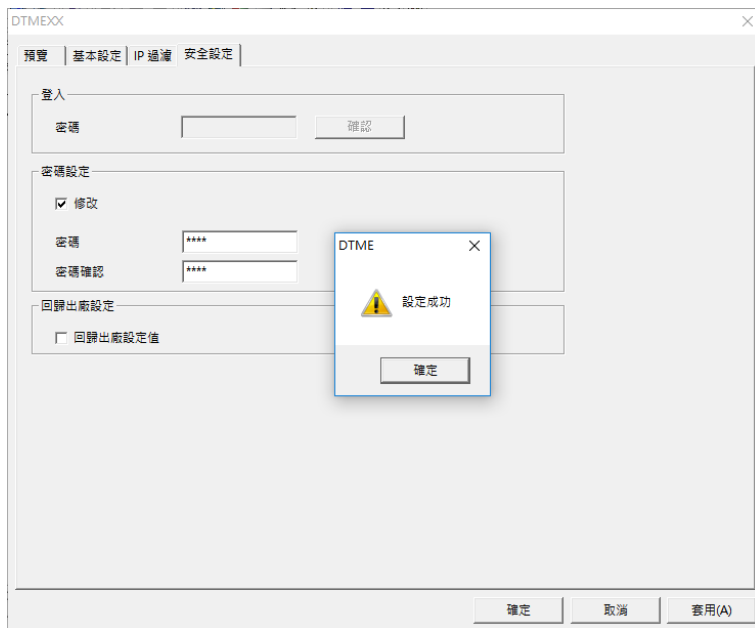 DTMEXX
預覽 基本設定 IP 過濾 安全設定
登入
密碼 確認
密碼設定
修改
密碼 ****
密碼確認 ****
回歸出廠設定
回歸出廠設定值
DTME
設定成功
確定
確定 取消 套用(A)